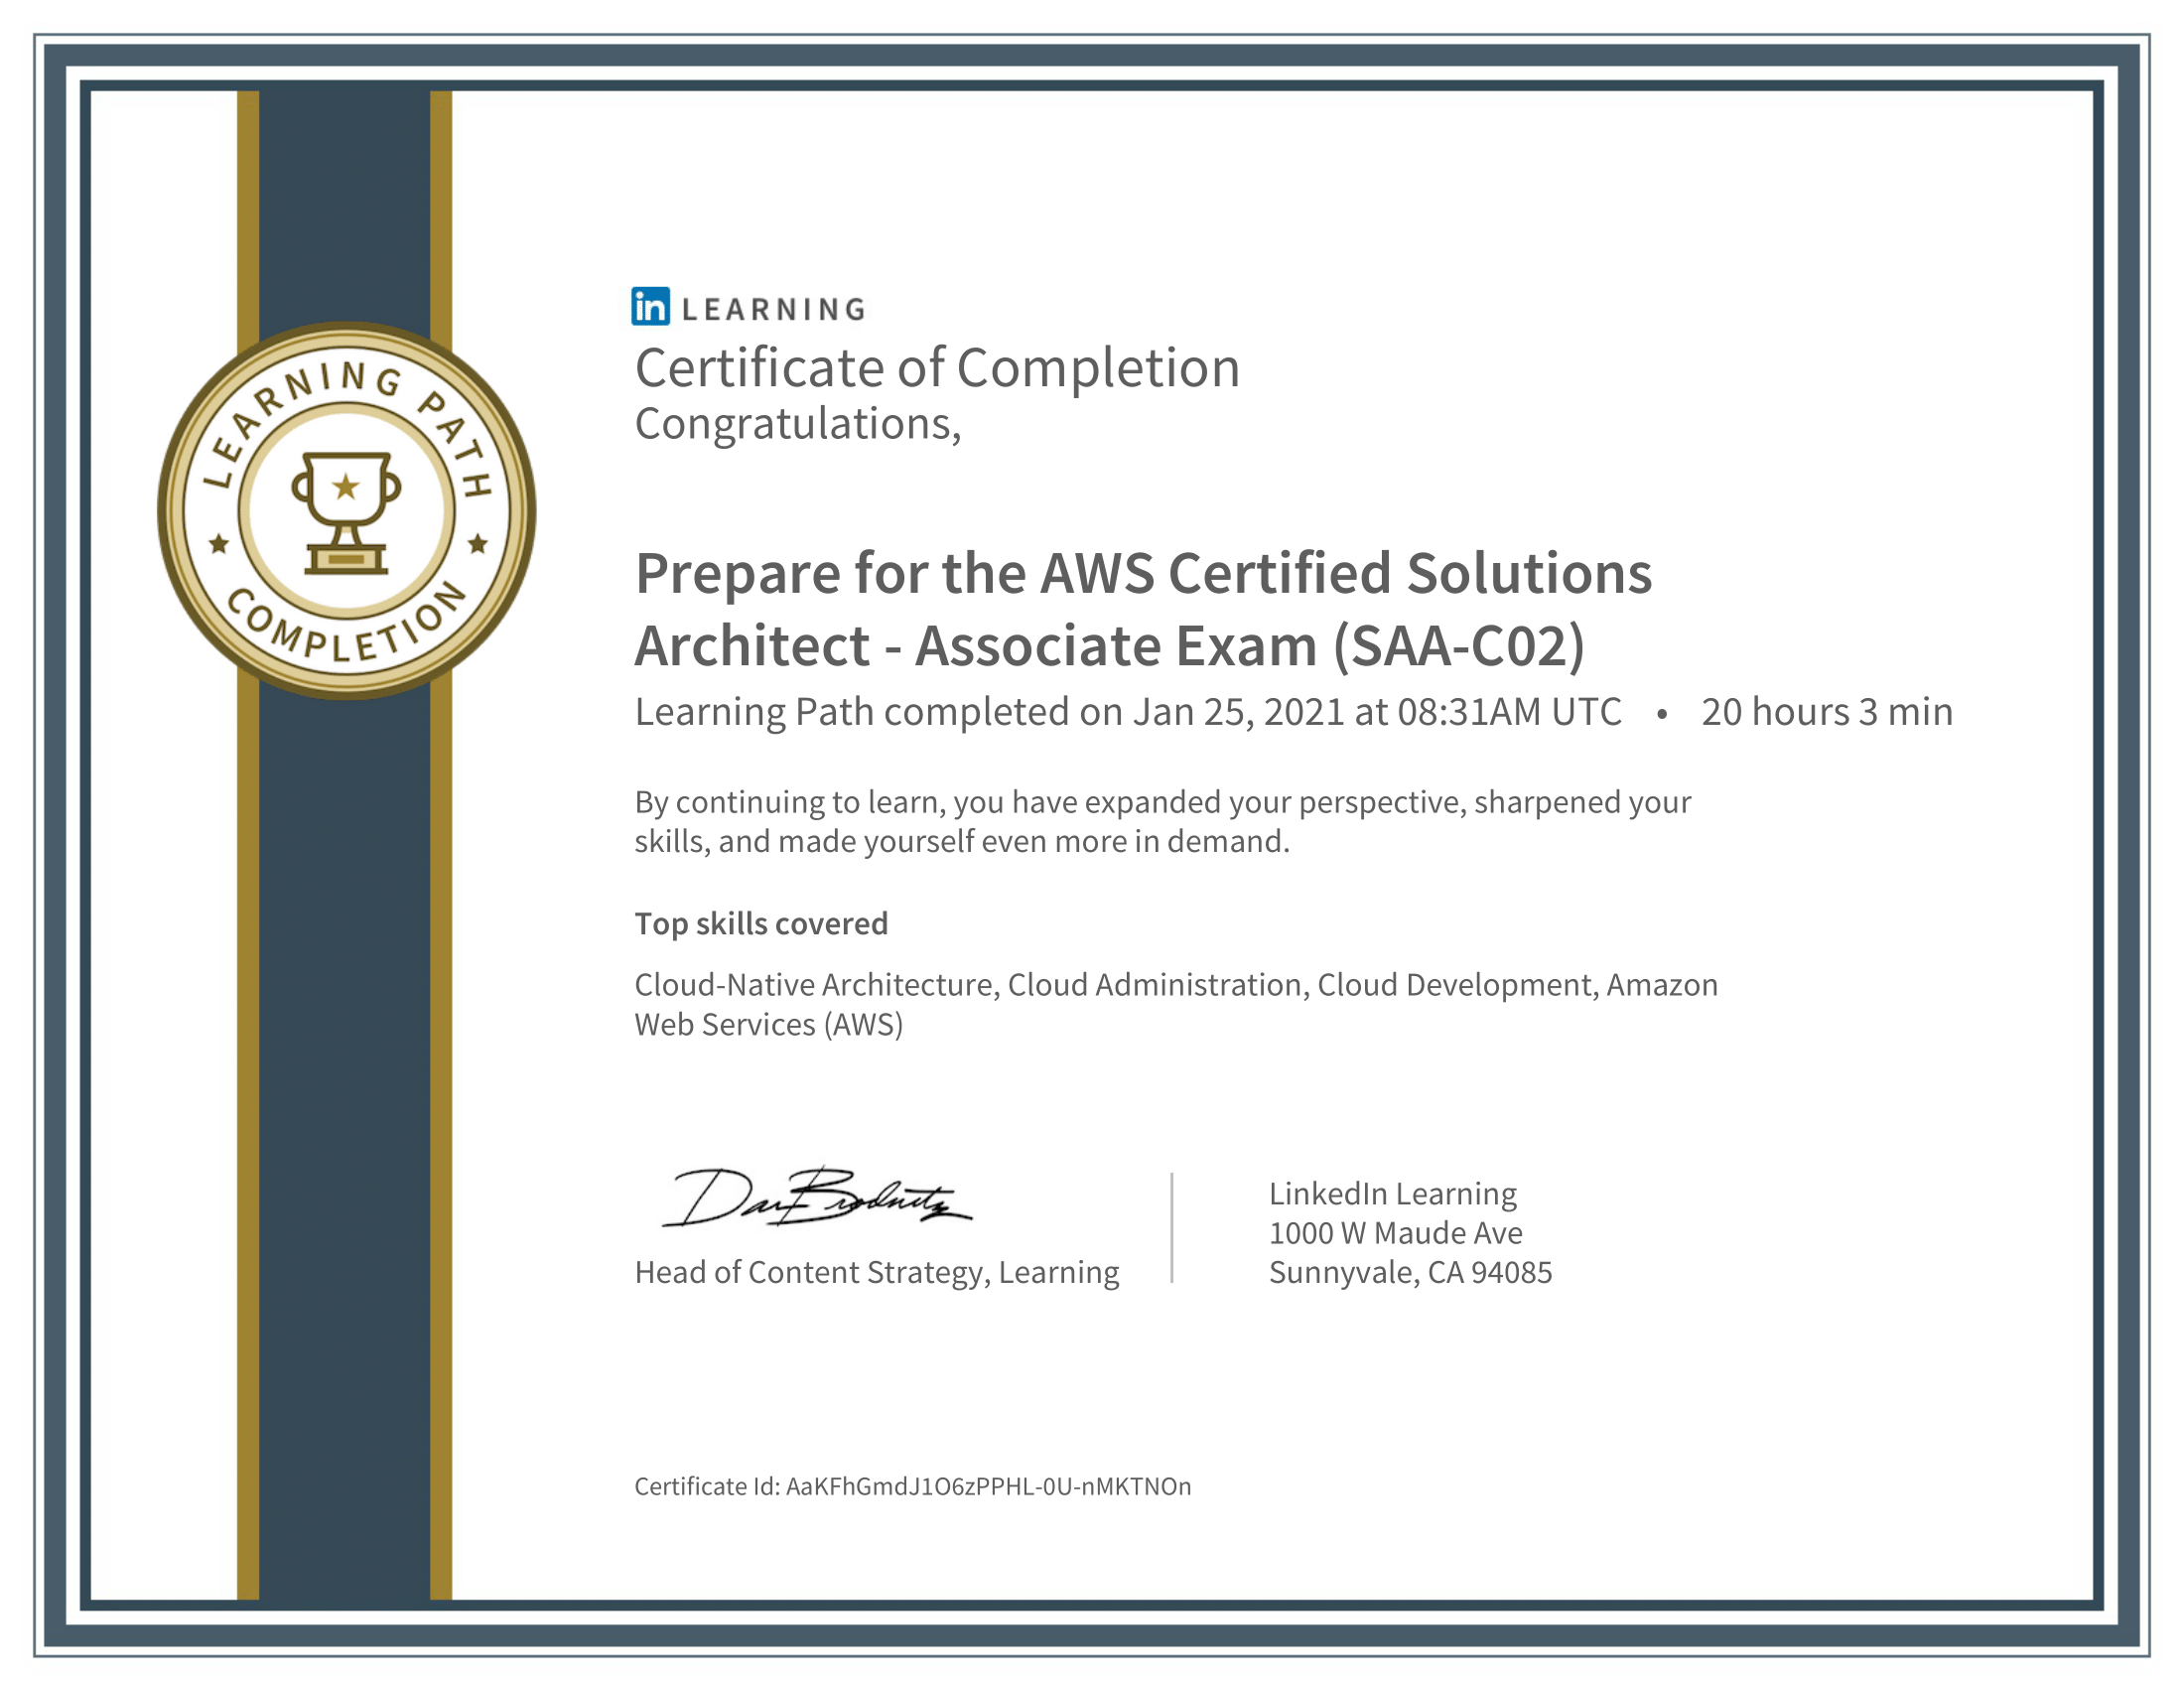 LEARNING PATH
COMPLETION
in LEARNING
Certificate of Completion
Congratulations,
Prepare for the AWS Certified Solutions
Architect - Associate Exam (SAA-C02)
Learning Path completed on Jan 25, 2021 at 08:31AM UTC • 20 hours 3 min
By continuing to learn, you have expanded your perspective, sharpened your
skills, and made yourself even more in demand.
Top skills covered
Cloud-Native Architecture, Cloud Administration, Cloud Development, Amazon
Web Services (AWS)
Dan Brodnitz
Head of Content Strategy, Learning
LinkedIn Learning
1000 W Maude Ave
Sunnyvale, CA 94085
Certificate Id: AaKFhGmdJ1O6zPPHL-0U-nMKTNOn